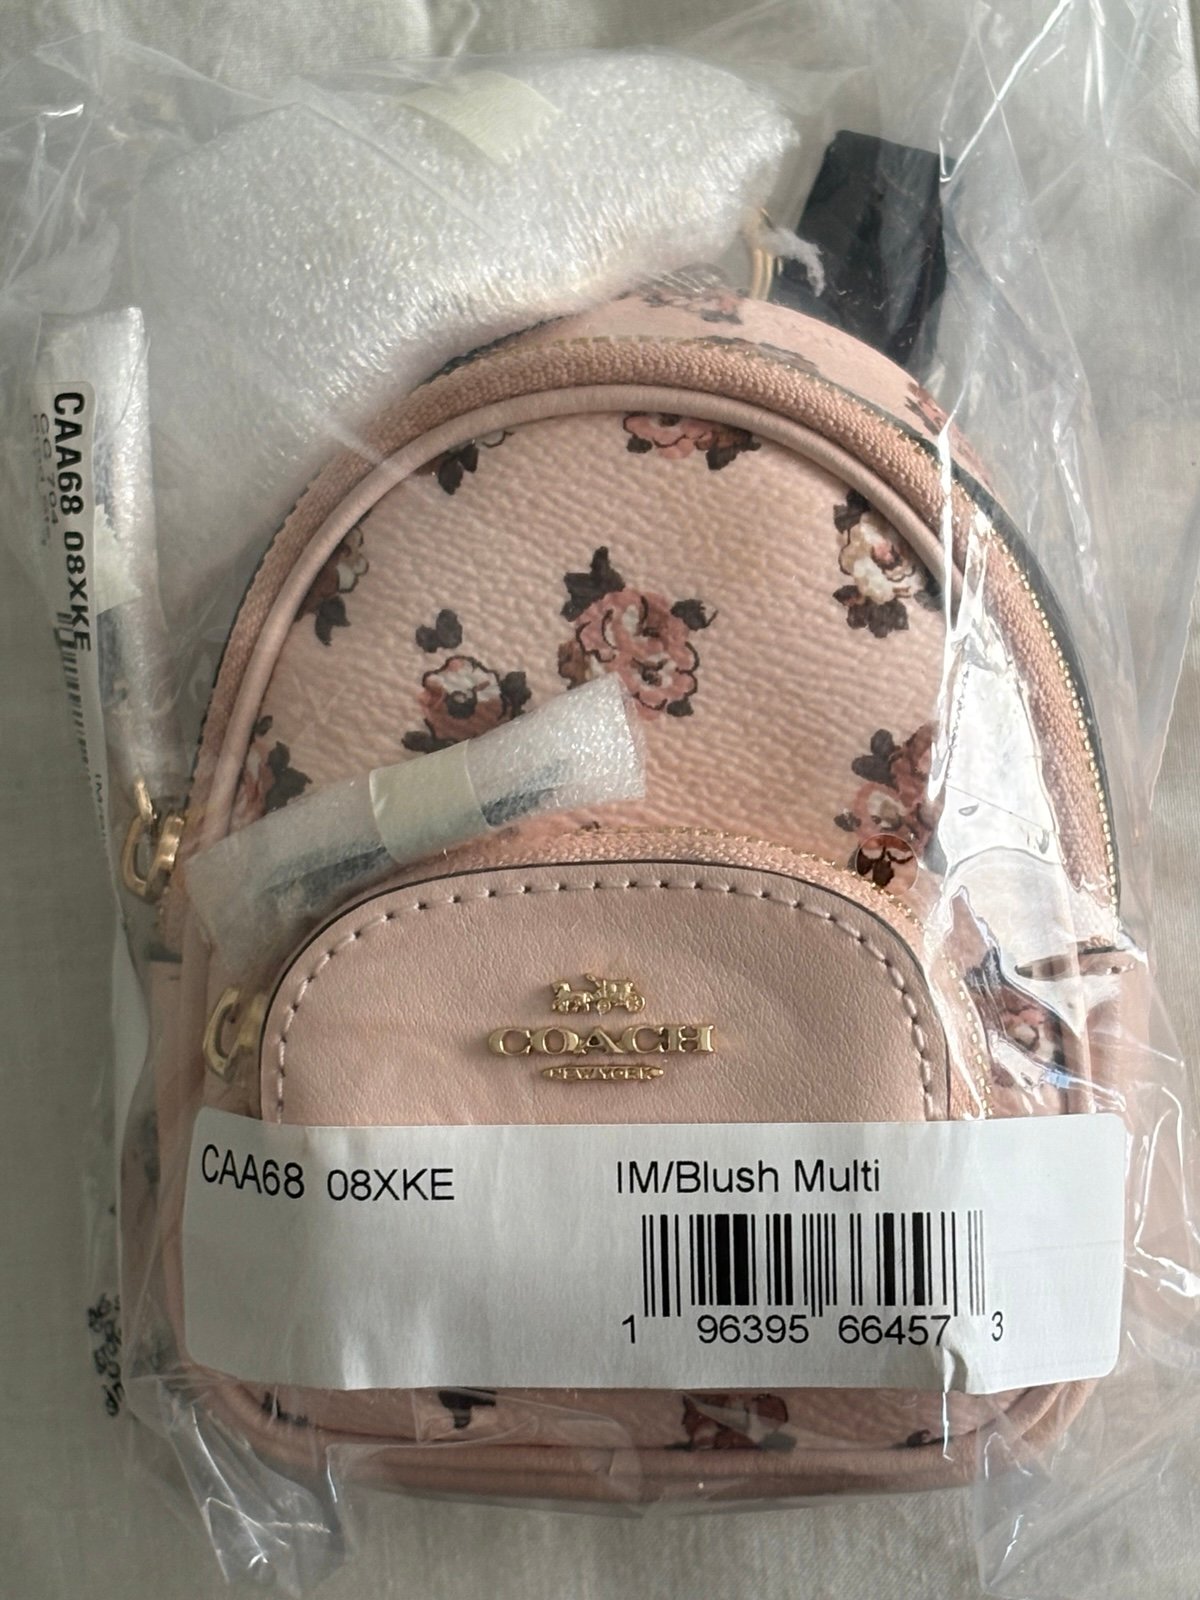 CAA68 08XKE
COACH
NEW YORK
CAA68 08XKE
IM/Blush Multi
1 96395 66457 3